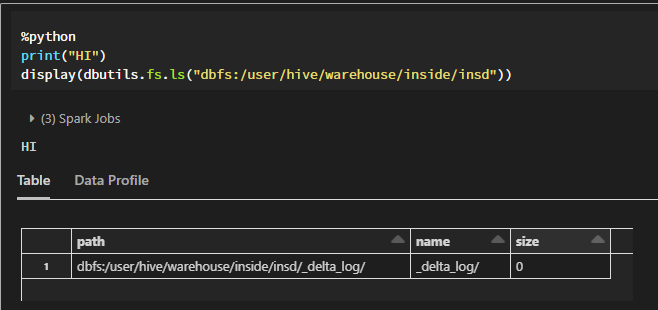 %python
print("HI")
display(dbutils.fs.ls("dbfs:/user/hive/warehouse/inside/insd"))
(3) Spark Jobs
HI
Table Data Profile
path name size
1 dbfs:/user/hive/warehouse/inside/insd/_delta_log/ _delta_log/ 0